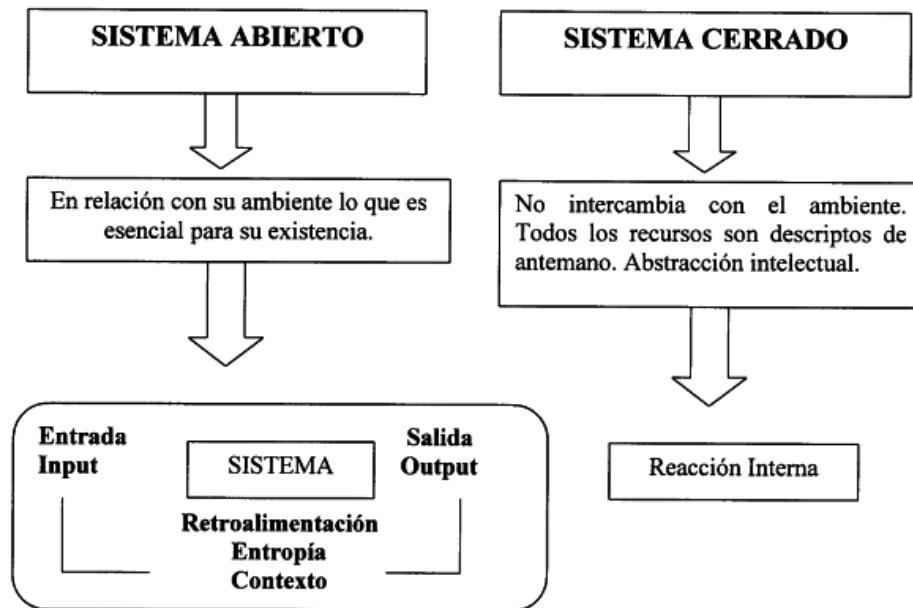 SISTEMA ABIERTO
En relación con su ambiente lo que es
esencial para su existencia.
Entrada
Input
SISTEMA
Salida
Output
Retroalimentación
Entropía
Contexto
SISTEMA CERRADO
No intercambia con el ambiente.
Todos los recursos son descriptos de
antemano. Abstracción intelectual.
Reacción Interna